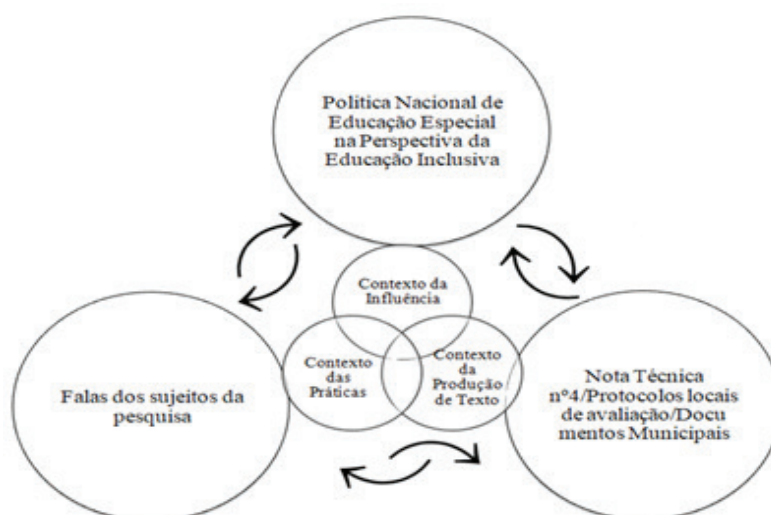 Politica Nacional de
Educação Especial
na Perspectiva da
Educação Inclusiva
Contexto da
Influência
Contexto
das
Práticas
Contexto
da
Produção
de Texto
Falas dos sujeitos da
pesquisa
Nota Técnica
nº4/Protocolos locais
de avaliação/Docu
mentos Municipais